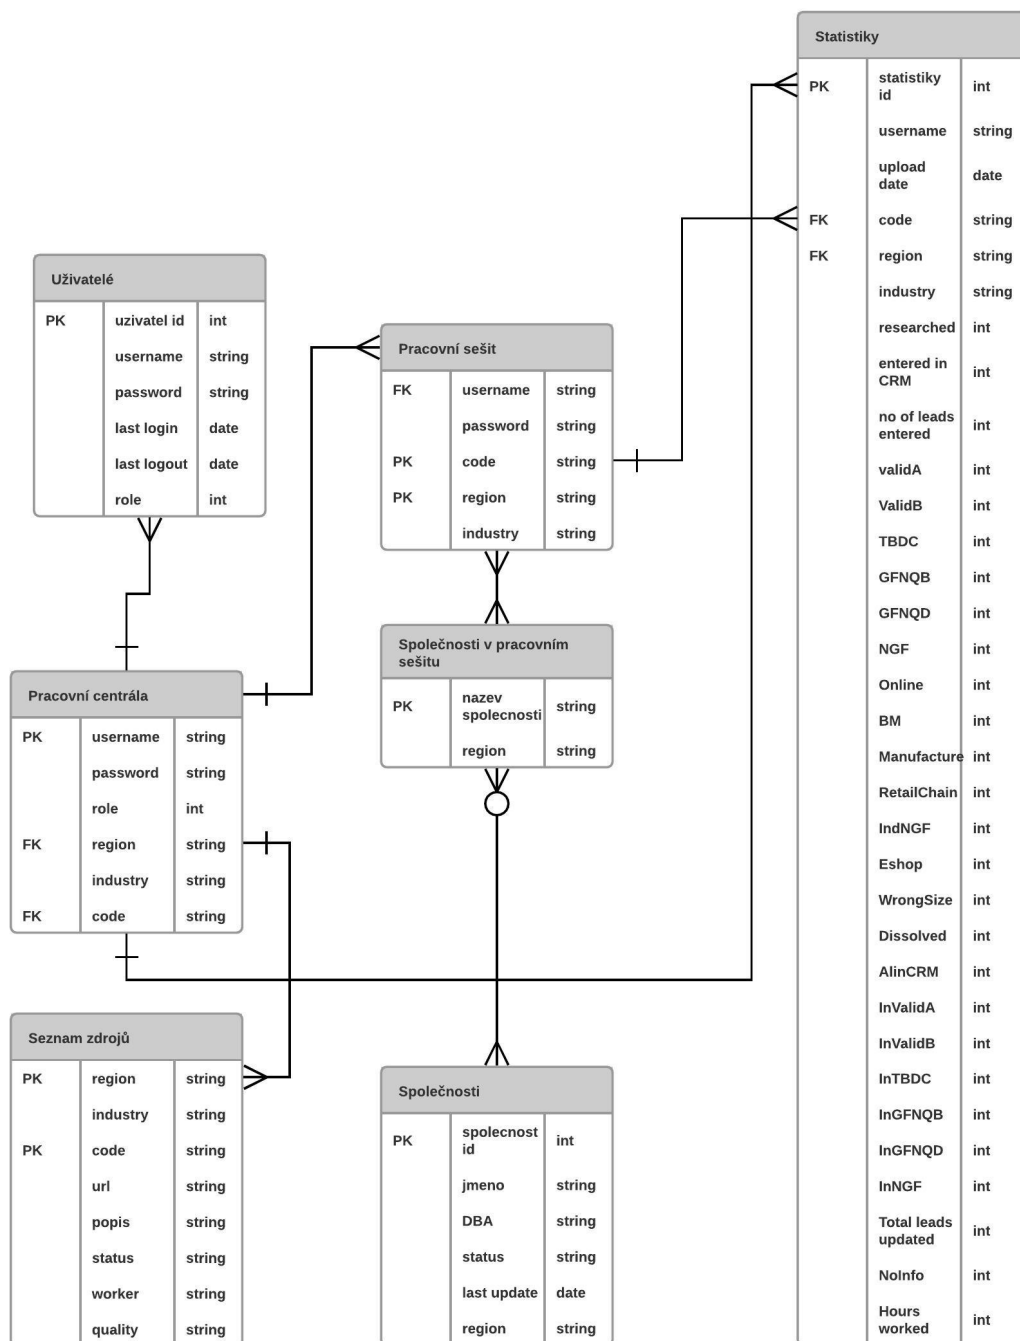 Uživatelé
PK uzivatel id int
username string
password string
last login date
last logout date
role int
Pracovní centrála
PK username string
password string
role int
FK region string
industry string
FK code string
Seznam zdrojů
PK region string
industry string
PK code string
url string
popis string
status string
worker string
quality string
Pracovní sešit
FK username string
password string
PK code string
PK region string
industry string
Společnosti v pracovním
sešitu
PK nazev
spolecnosti string
region string
Společnosti
PK spolecnost
id int
jmeno string
DBA string
status string
last update date
region string
Statistiky
PK statistiky
id int
username string
upload
date date
FK code string
FK region string
industry string
researched int
entered in
CRM int
no of leads
entered int
validA int
ValidB int
TBDC int
GFNQB int
GFNQD int
NGF int
Online int
BM int
Manufacture int
RetailChain int
IndNGF int
Eshop int
WrongSize int
Dissolved int
AlinCRM int
InValidA int
InValidB int
InTBDC int
InGFNQB int
InGFNQD int
InNGF int
Total leads
updated int
NoInfo int
Hours
worked int